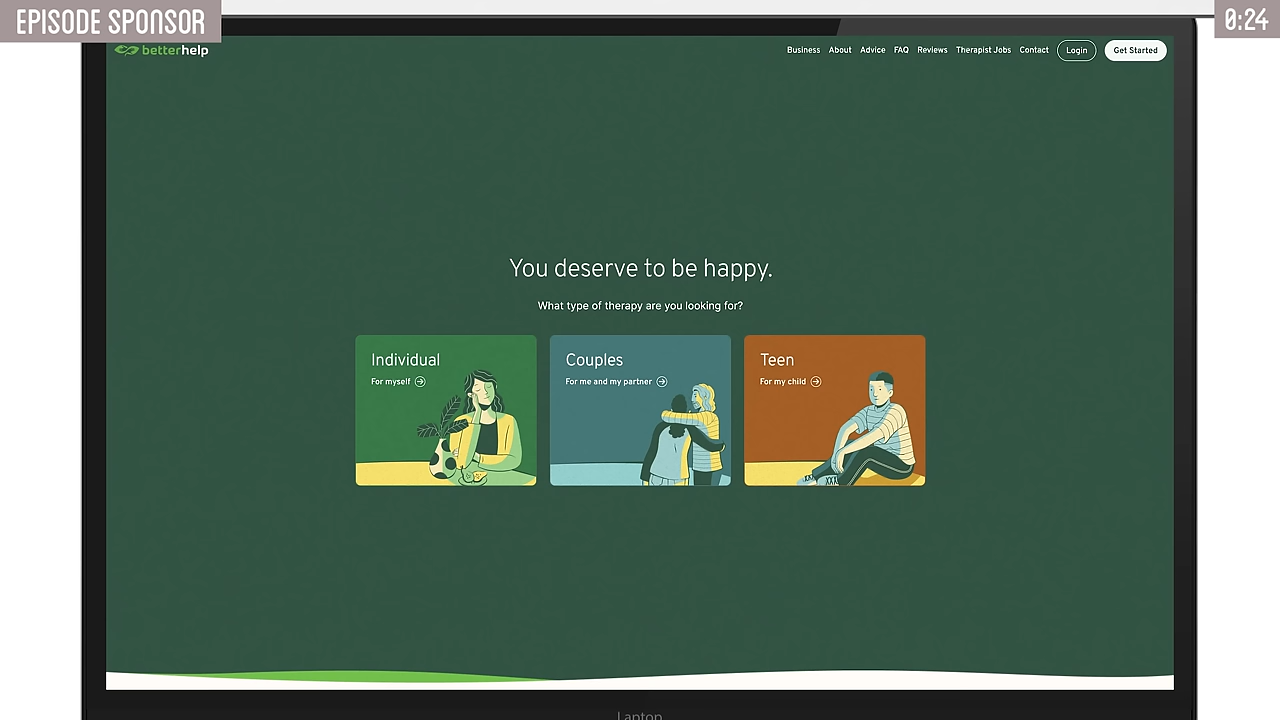 EPISODE SPONSOR
0:24
betterhelp
Business About Advice FAQ Reviews Therapist Jobs Contact Login Get Started
You deserve to be happy.
What type of therapy are you looking for?
Individual
For myself
Couples
For me and my partner
Teen
For my child
Laptop